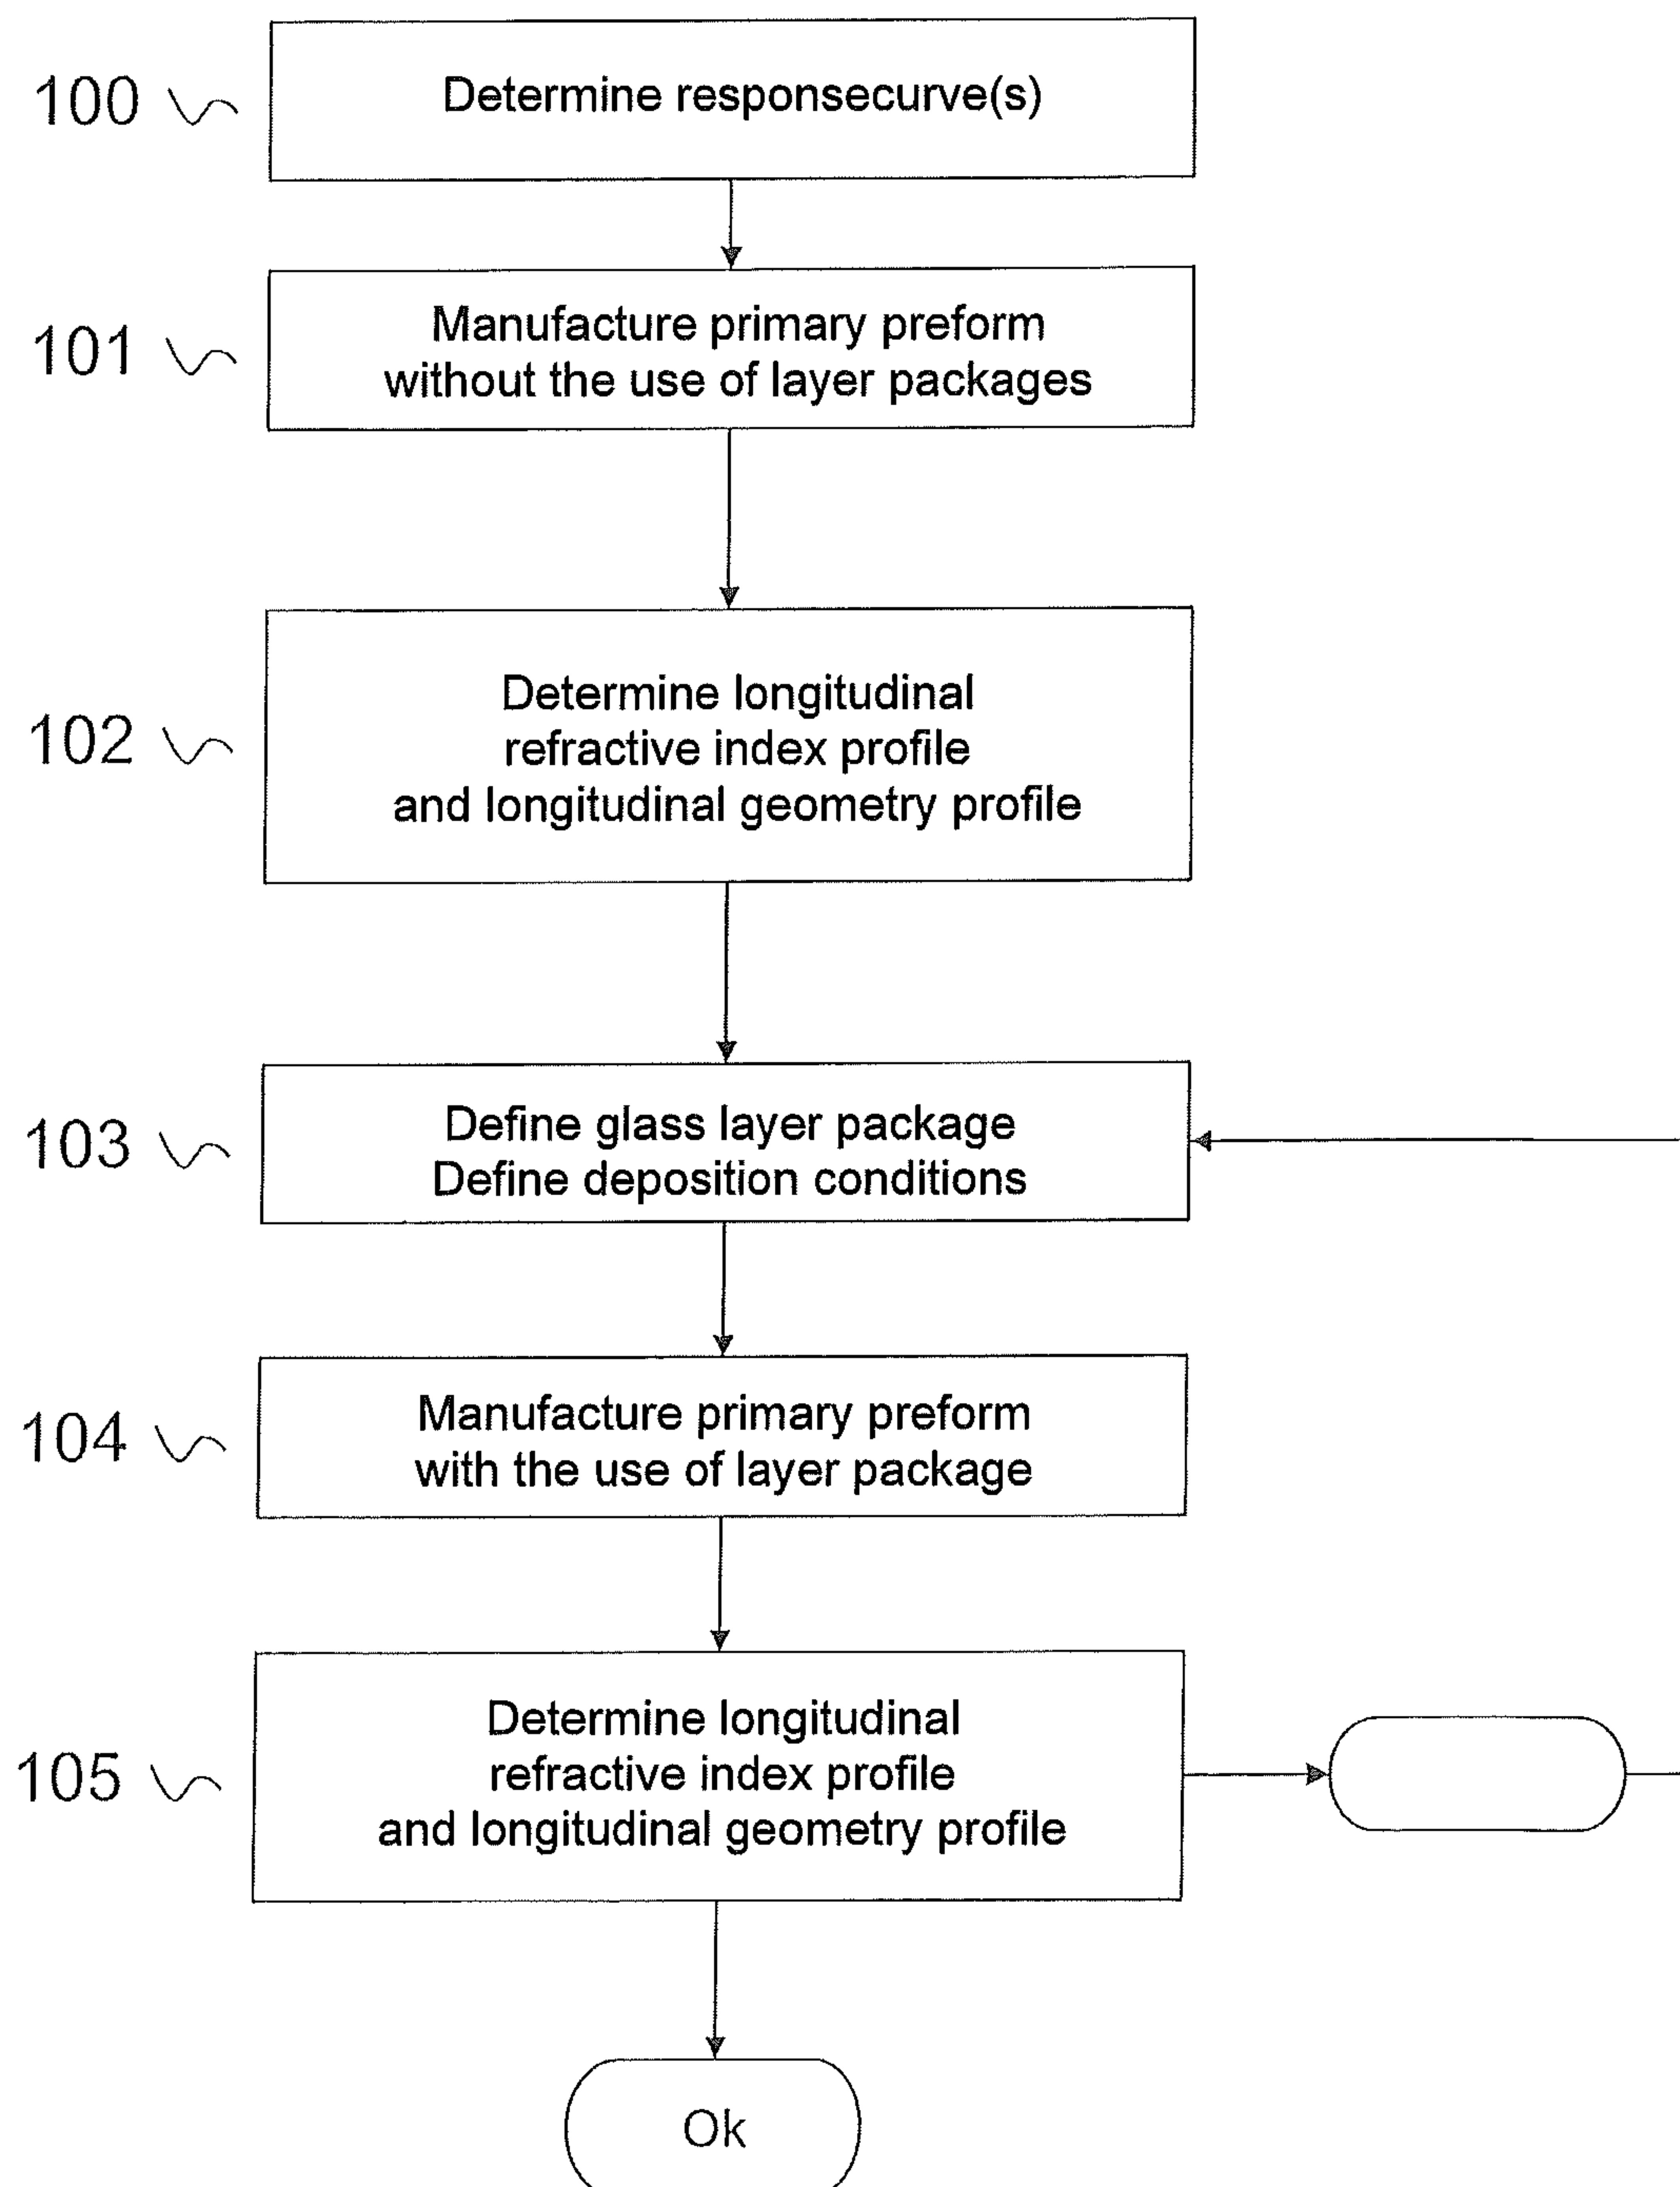 100
Determine responsecurve(s)
101
Manufacture primary preform
without the use of layer packages
102
Determine longitudinal
refractive index profile
and longitudinal geometry profile
103
Define glass layer package
Define deposition conditions
104
Manufacture primary preform
with the use of layer package
105
Determine longitudinal
refractive index profile
and longitudinal geometry profile
Ok